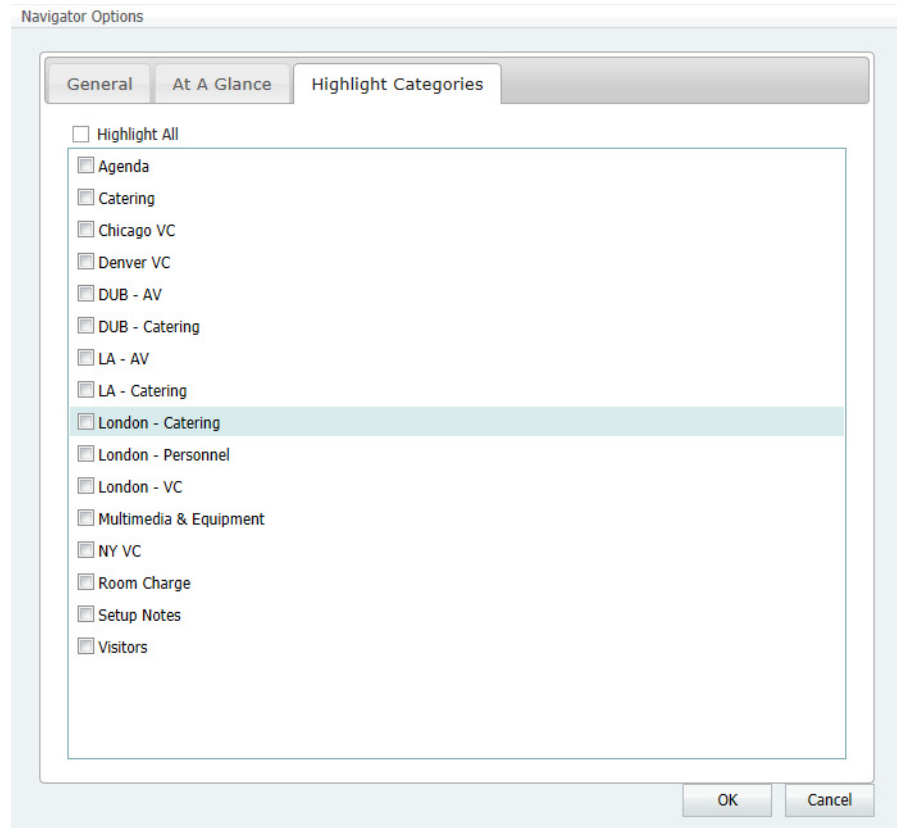 Navigator Options
General At A Glance Highlight Categories
Highlight All
Agenda
Catering
Chicago VC
Denver VC
DUB - AV
DUB - Catering
LA - AV
LA - Catering
London - Catering
London - Personnel
London - VC
Multimedia & Equipment
NY VC
Room Charge
Setup Notes
Visitors
OK Cancel